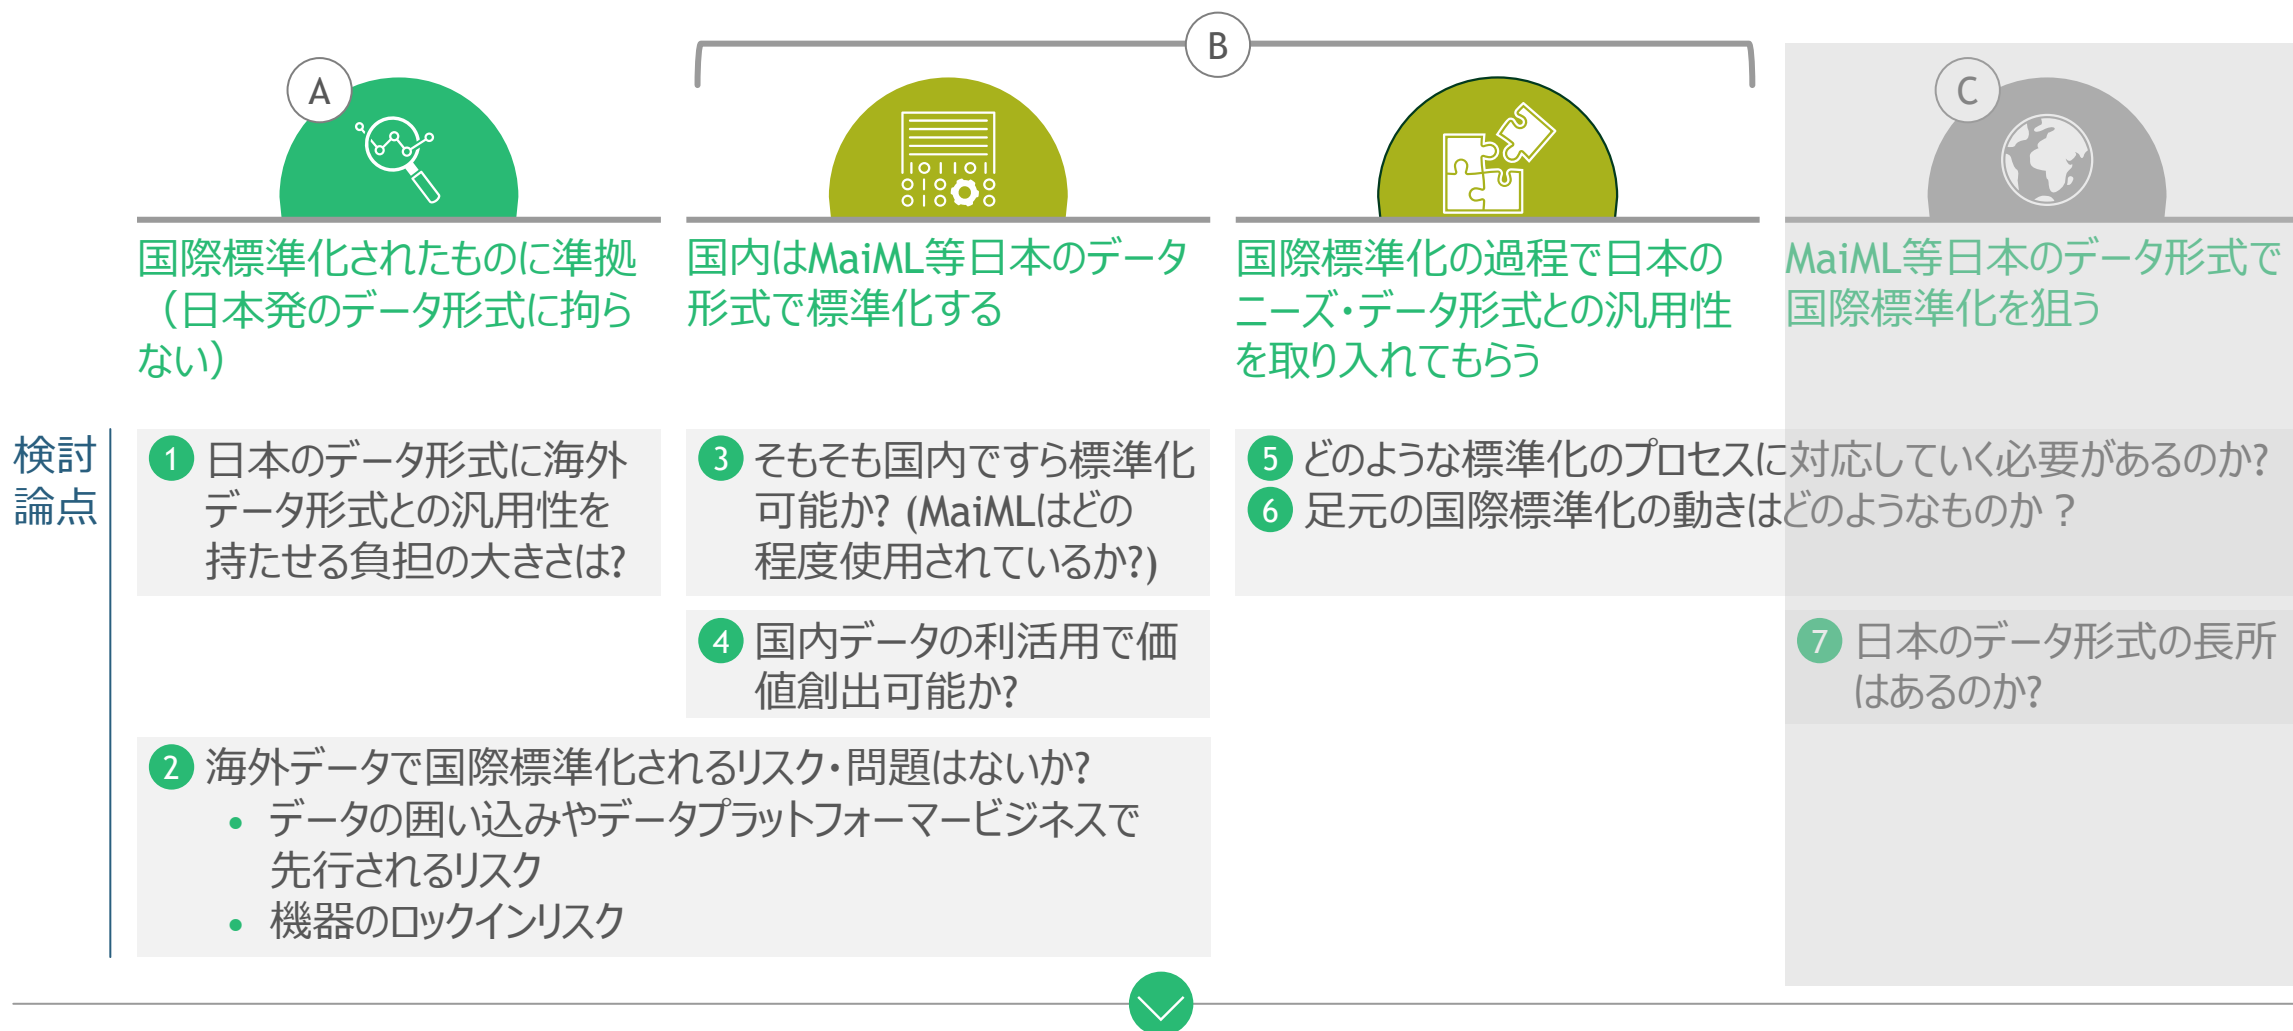 B
A
C
国際標準化されたものに準拠
（日本発のデータ形式に拘ら
ない）
国内はMaiML等日本のデータ
形式で標準化する
国際標準化の過程で日本の
ニーズ・データ形式との汎用性
を取り入れてもらう
MaiML等日本のデータ形式で
国際標準化を狙う
検討
論点
1 日本のデータ形式に海外
データ形式との汎用性を
持たせる負担の大きさは?
3 そもそも国内ですら標準化
可能か? (MaiMLはどの
程度使用されているか?)
5 どのような標準化のプロセスに対応していく必要があるのか?
6 足元の国際標準化の動きはどのようなものか？
4 国内データの利活用で価
値創出可能か?
7 日本のデータ形式の長所
はあるのか?
2 海外データで国際標準化されるリスク・問題はないか?
• データの囲い込みやデータプラットフォーマービジネスで
先行されるリスク
• 機器のロックインリスク